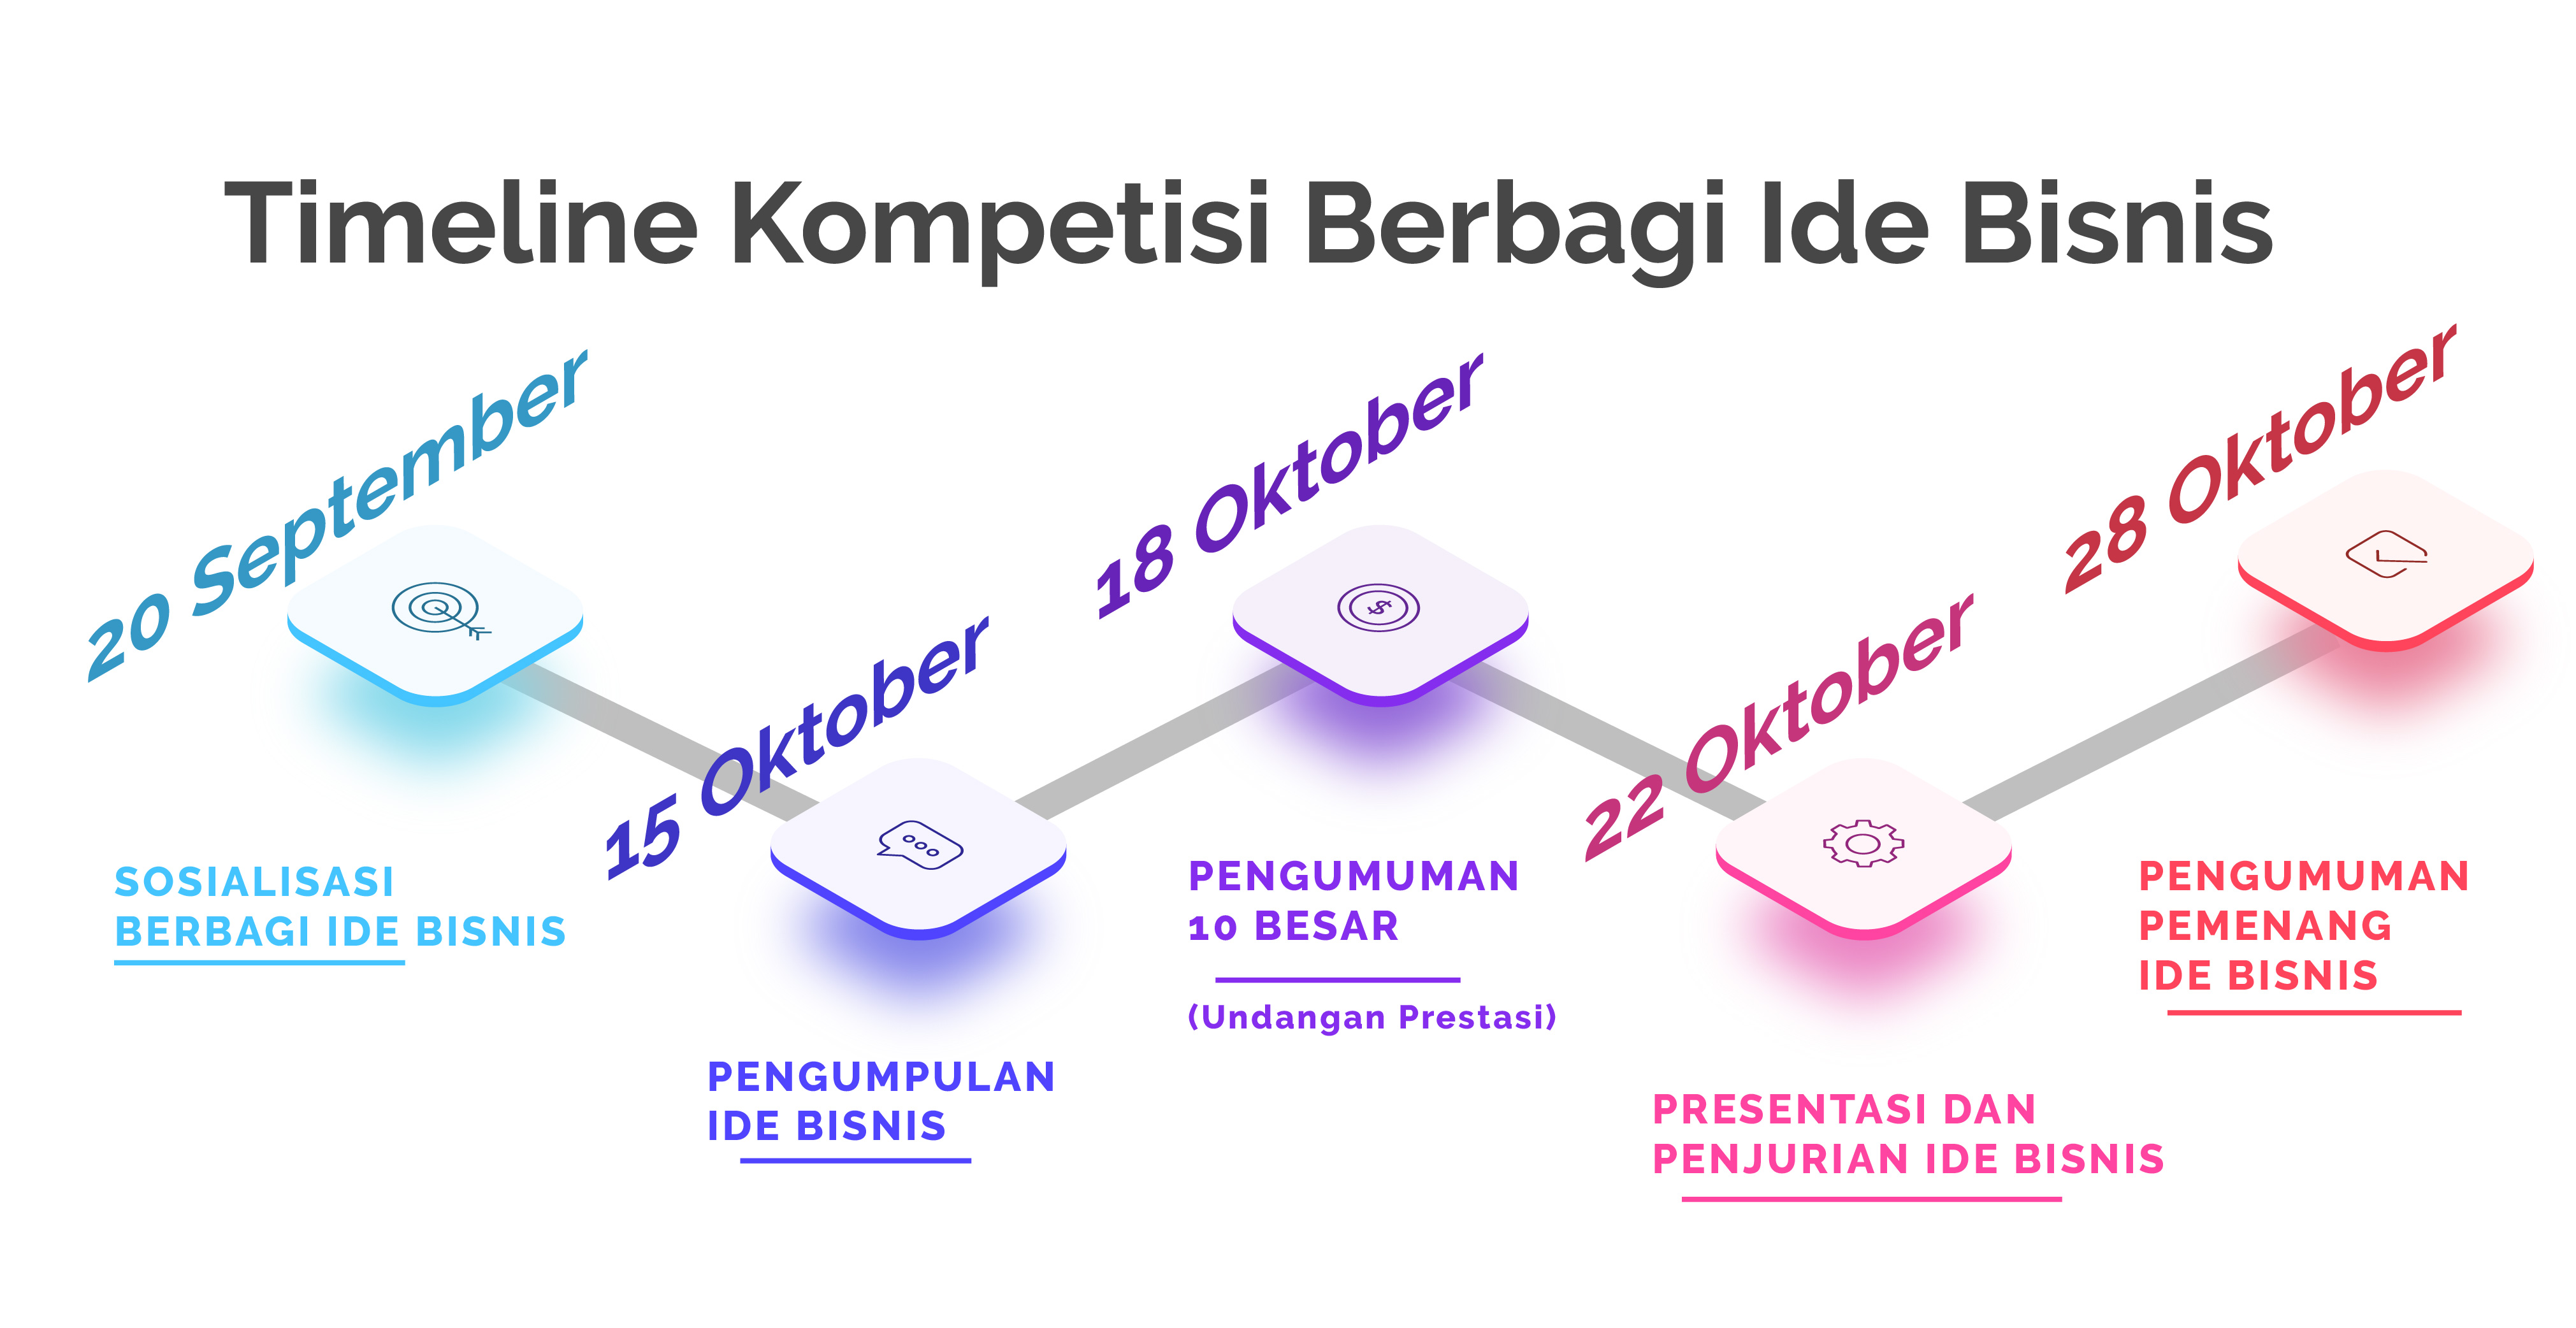 Timeline Kompetisi Berbagi Ide Bisnis
20 September
SOSIALISASI
BERBAGI IDE BISNIS
15 Oktober
PENGUMPULAN
IDE BISNIS
18 Oktober
PENGUMUMAN
10 BESAR
(Undangan Prestasi)
22 Oktober
PRESENTASI DAN
PENJURIAN IDE BISNIS
28 Oktober
PENGUMUMAN
PEMENANG
IDE BISNIS